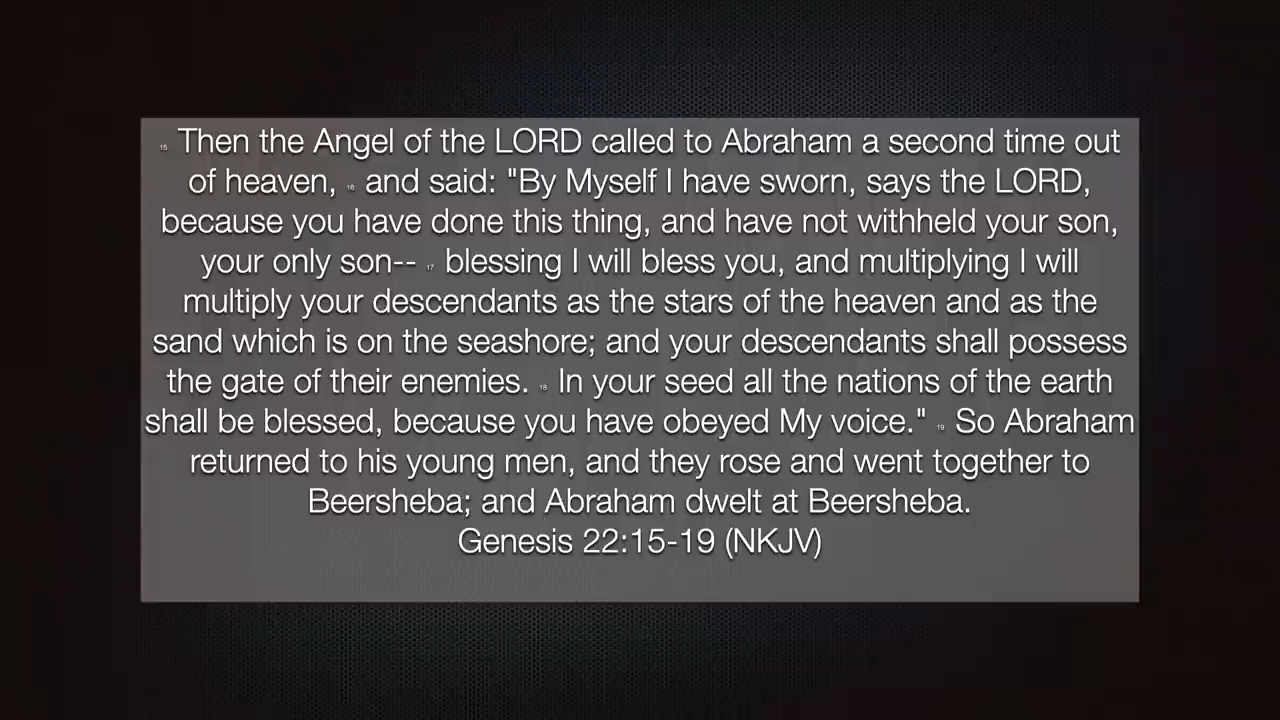 15 Then the Angel of the LORD called to Abraham a second time out
of heaven, 16 and said: "By Myself I have sworn, says the LORD,
because you have done this thing, and have not withheld your son,
your only son-- 17 blessing I will bless you, and multiplying I will
multiply your descendants as the stars of the heaven and as the
sand which is on the seashore; and your descendants shall possess
the gate of their enemies. 18 In your seed all the nations of the earth
shall be blessed, because you have obeyed My voice." 19 So Abraham
returned to his young men, and they rose and went together to
Beersheba; and Abraham dwelt at Beersheba.
Genesis 22:15-19 (NKJV)